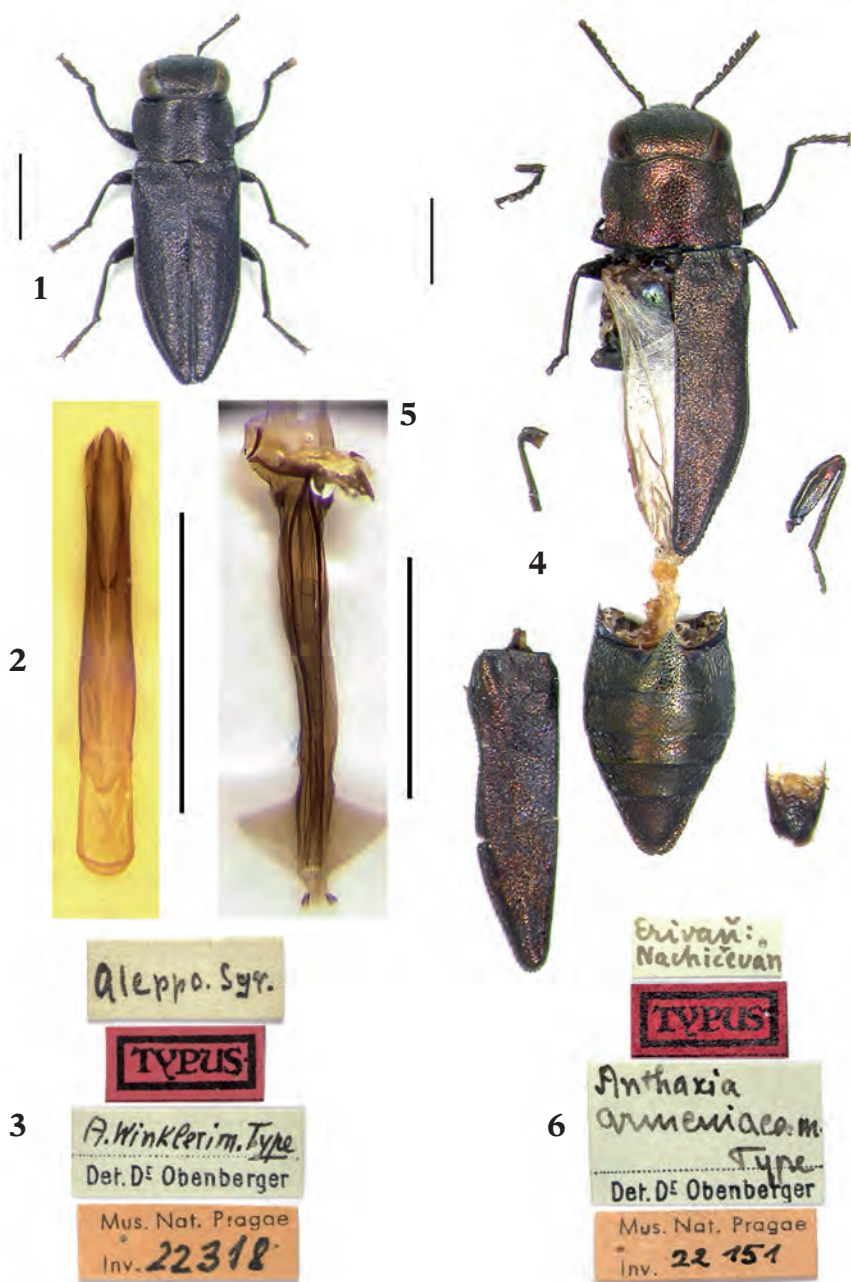 1
5
2
4
Aleppo. Syr.
TYPUS
3
A. Winkleri m. Type
Det. Dr Obenberger
Mus. Nat. Pragae
Inv. 22318
Erivaň:
Nachičevan
TYPUS
6
Anthaxia
armeniaca m.
Type
Det. Dr Obenberger
Mus. Nat. Pragae
Inv. 22 151